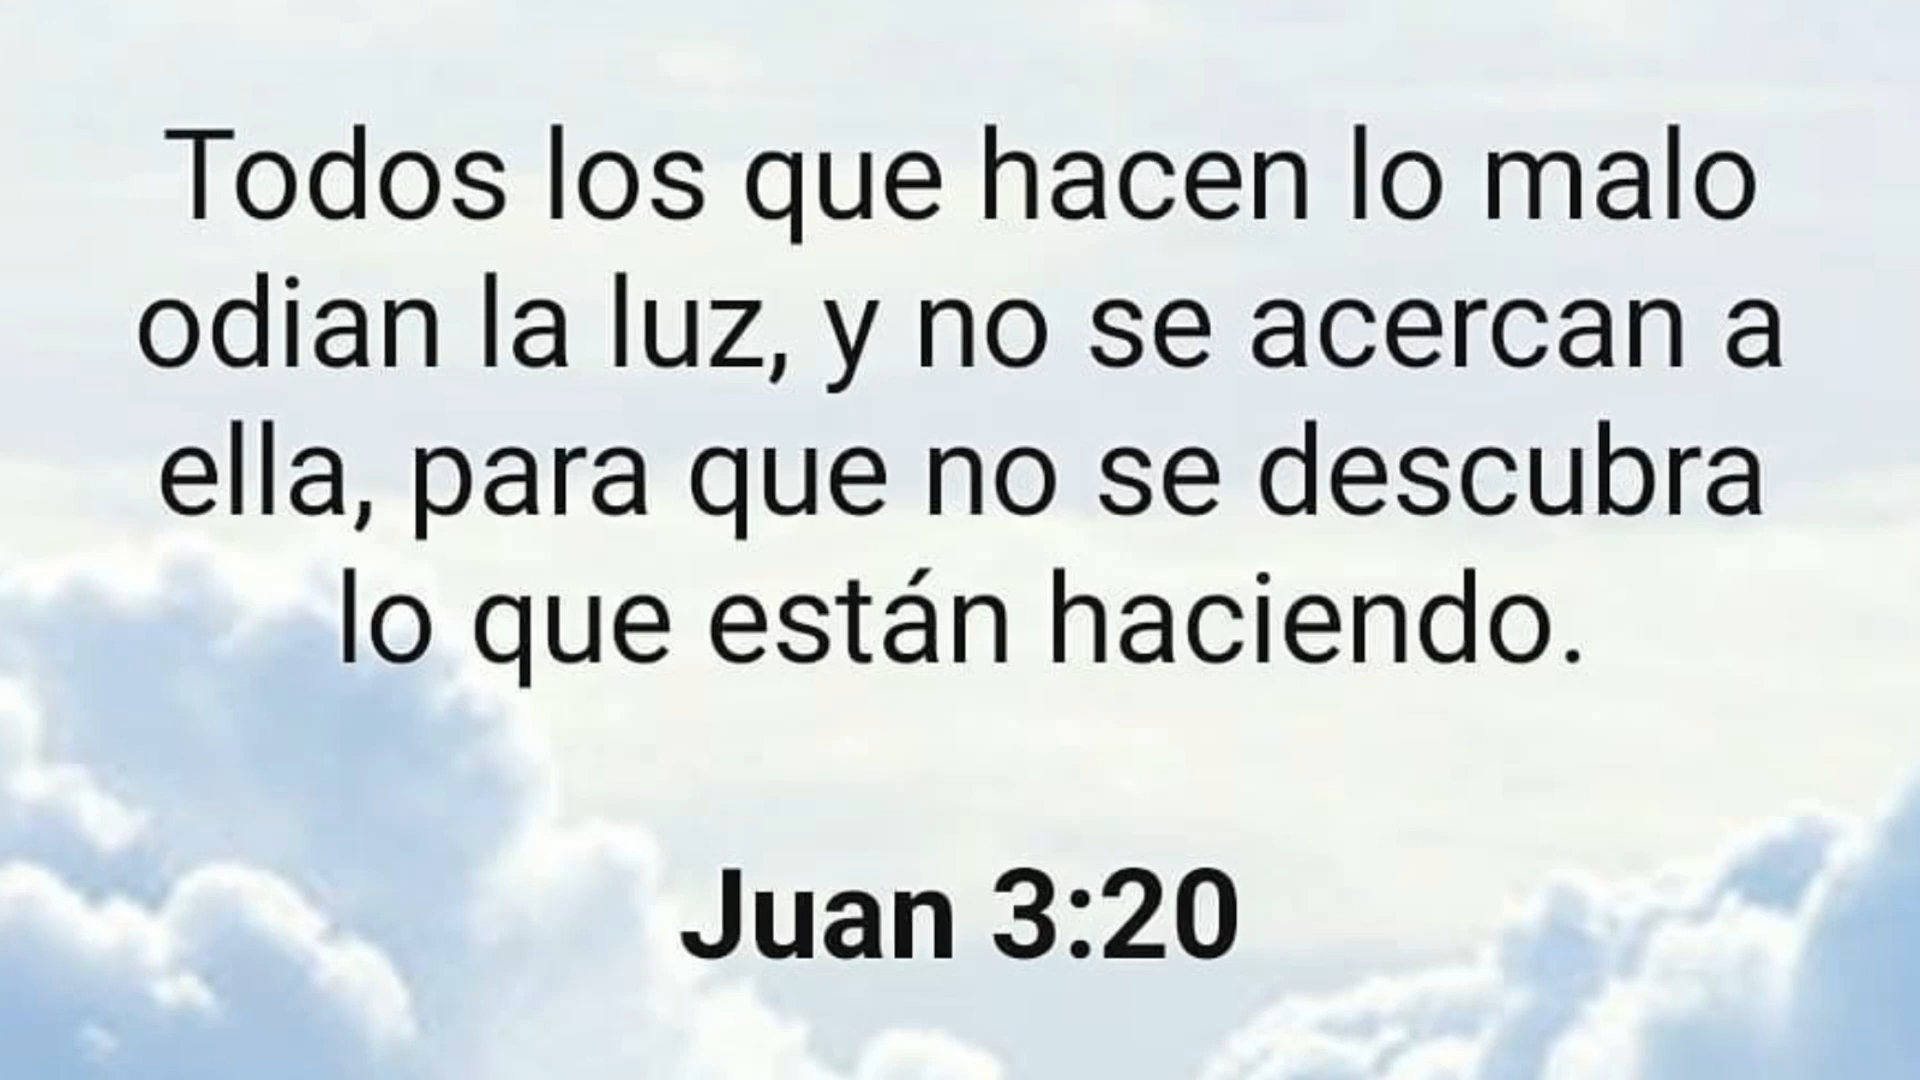 Todos los que hacen lo malo
odian la luz, y no se acercan a
ella, para que no se descubra
lo que están haciendo.
Juan 3:20